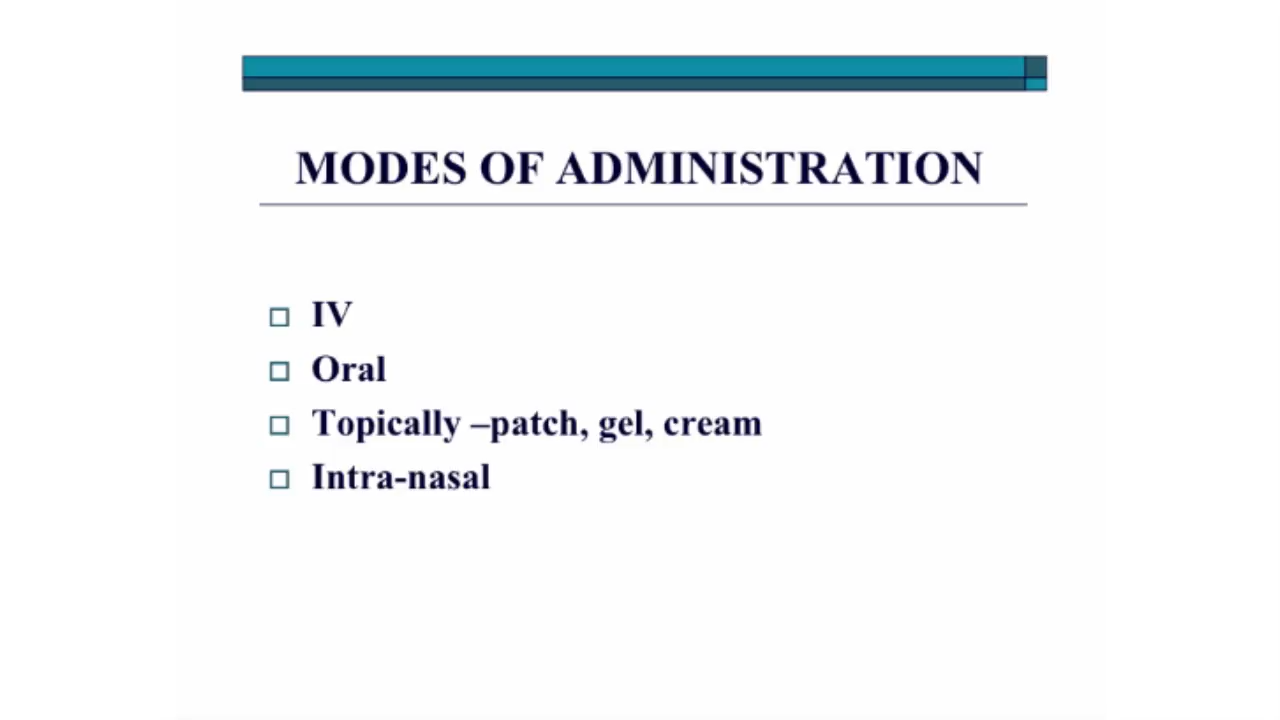 MODES OF ADMINISTRATION
IV
Oral
Topically –patch, gel, cream
Intra-nasal